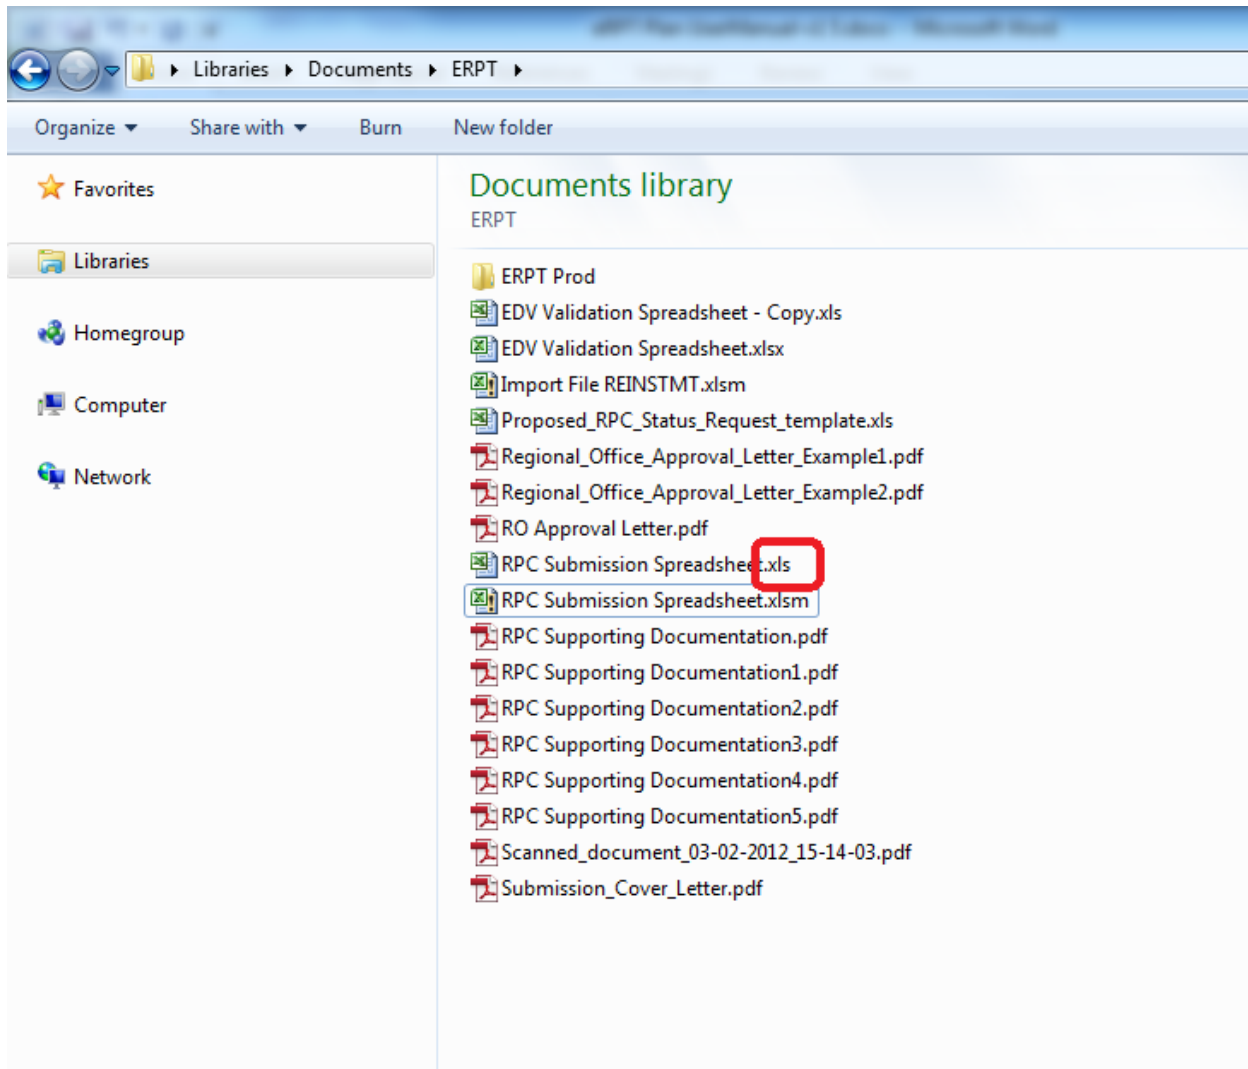 Libraries Documents ERPT
Organize Share with Burn New folder
Favorites
Libraries
Homegroup
Computer
Network
Documents library
ERPT
ERPT Prod
EDV Validation Spreadsheet - Copy.xls
EDV Validation Spreadsheet.xlsx
Import File REINSTMT.xlsm
Proposed_RPC_Status_Request_template.xls
Regional_Office_Approval_Letter_Example1.pdf
Regional_Office_Approval_Letter_Example2.pdf
RO Approval Letter.pdf
RPC Submission Spreadsheet.xls
RPC Submission Spreadsheet.xlsm
RPC Supporting Documentation.pdf
RPC Supporting Documentation1.pdf
RPC Supporting Documentation2.pdf
RPC Supporting Documentation3.pdf
RPC Supporting Documentation4.pdf
RPC Supporting Documentation5.pdf
Scanned_document_03-02-2012_15-14-03.pdf
Submission_Cover_Letter.pdf